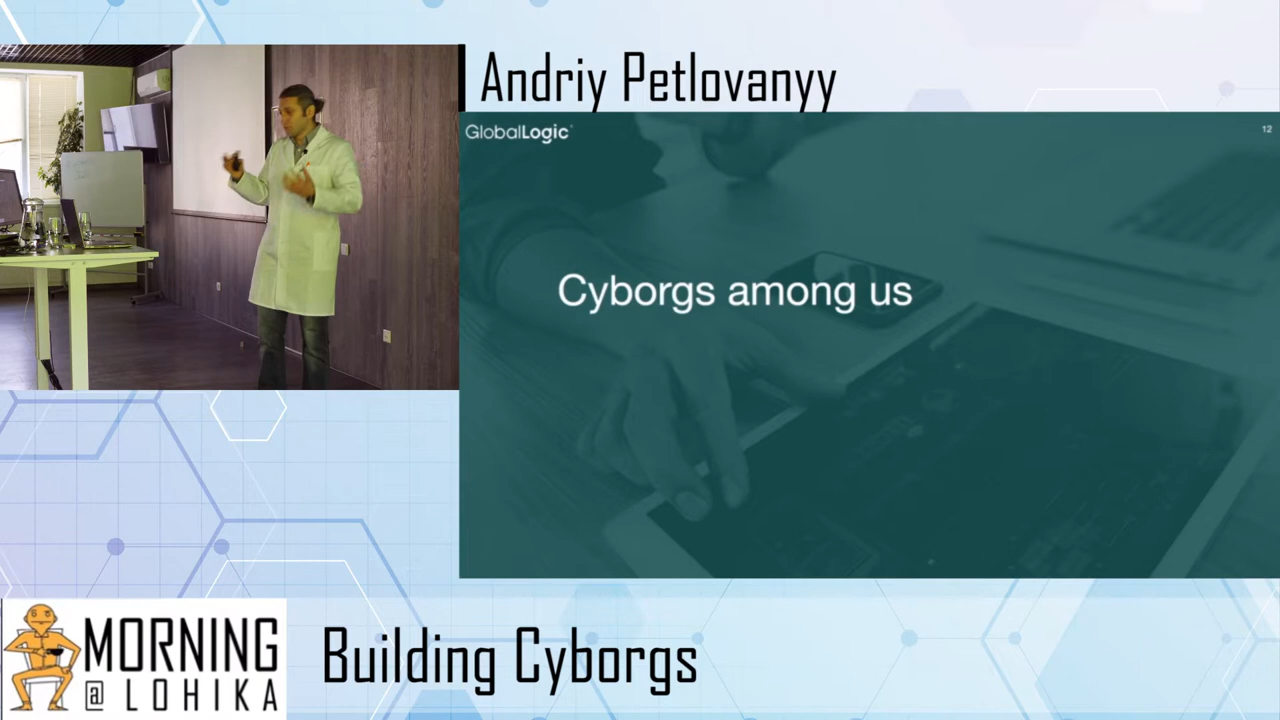 Andriy Petlovanyy
GlobalLogic
12
Cyborgs among us
MORNING
@ LOHIKA
Building Cyborgs